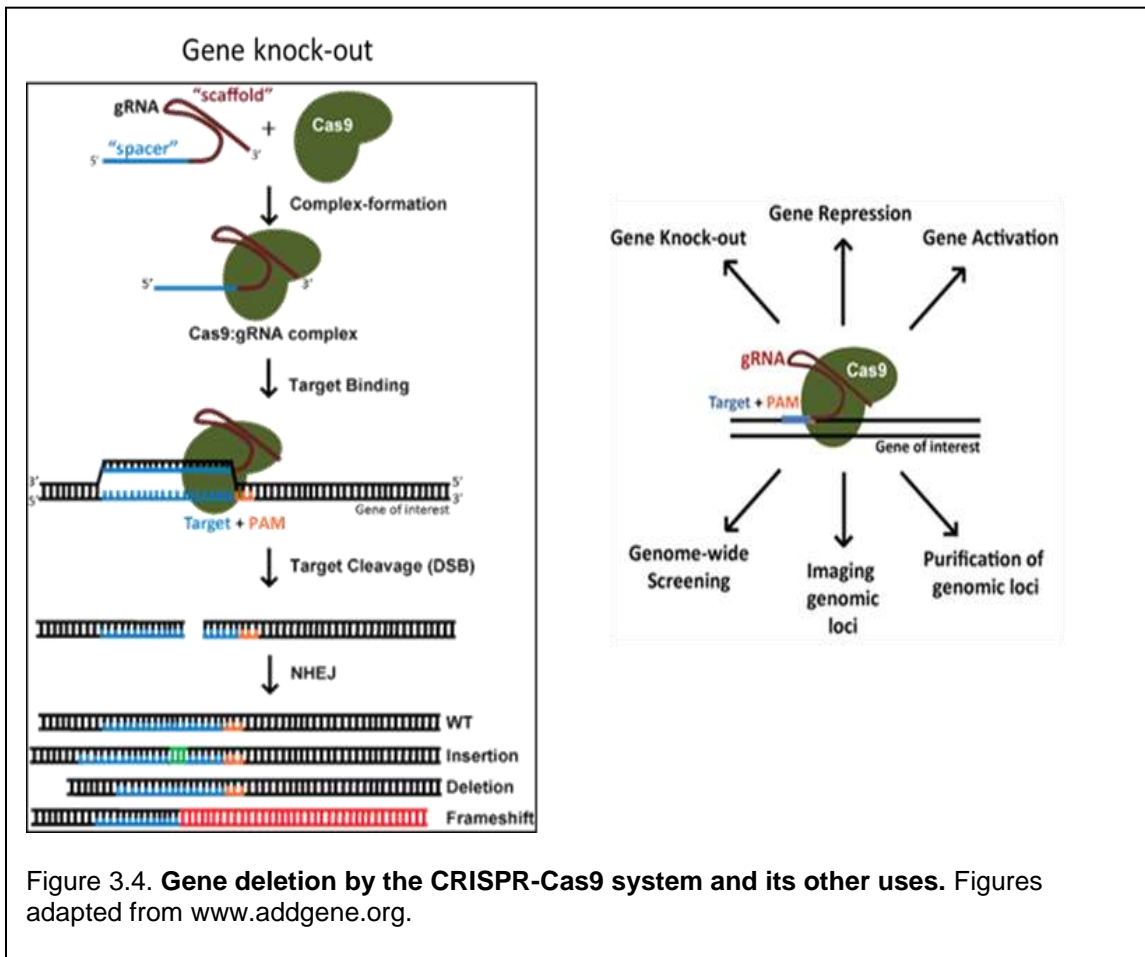 Gene knock-out
"scaffold"
gRNA
+
Cas9
"spacer"
5'
3'
Complex-formation
5'
3'
Cas9:gRNA complex
Target Binding
3'
5'
5'
3'
Gene of interest
Target + PAM
Target Cleavage (DSB)
NHEJ
WT
Insertion
Deletion
Frameshift
Gene Repression
Gene Knock-out
Gene Activation
gRNA
Cas9
Target + PAM
Gene of interest
Genome-wide
Screening
Imaging
genomic
loci
Purification of
genomic loci
Figure 3.4. Gene deletion by the CRISPR-Cas9 system and its other uses. Figures
adapted from www.addgene.org.